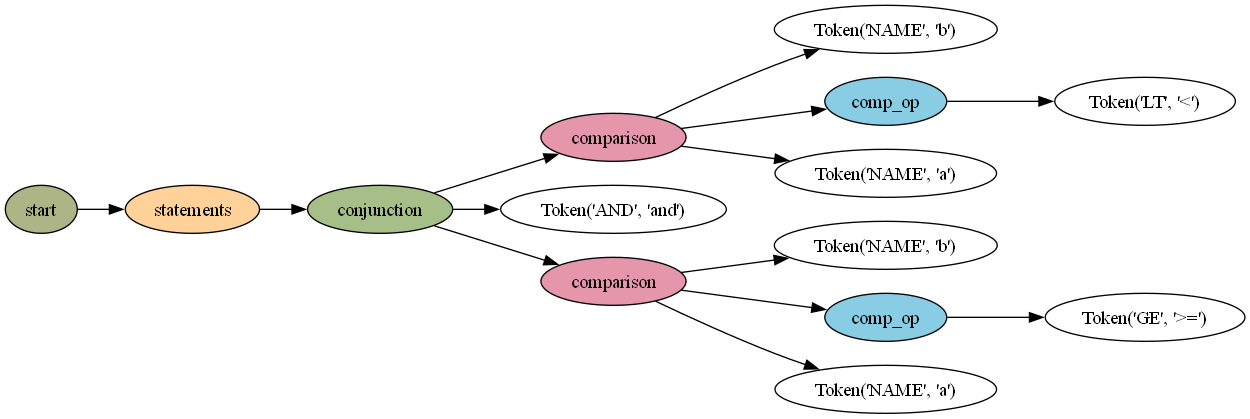 start
statements
conjunction
comparison
Token('NAME', 'b')
comp_op
Token('LT', '<')
Token('NAME', 'a')
Token('AND', 'and')
comparison
Token('NAME', 'b')
comp_op
Token('GE', '>=')
Token('NAME', 'a')